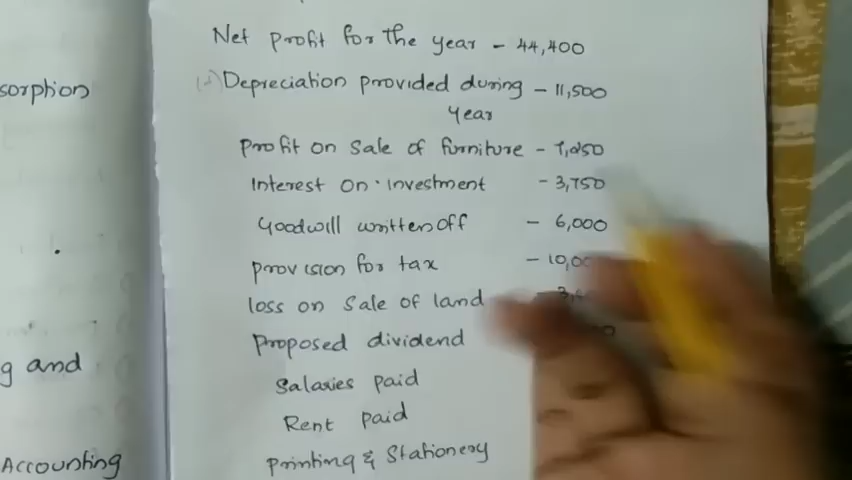 sorption
g and
Accounting
Net profit for the year - 44,400
Depreciation provided during - 11,500
year
profit on sale of furniture -
Interest on investment - 3,750
Goodwill written off - 6,000
provision for tax -
loss on sale of land
proposed dividend
Salaries paid
Rent paid
printing & Stationery